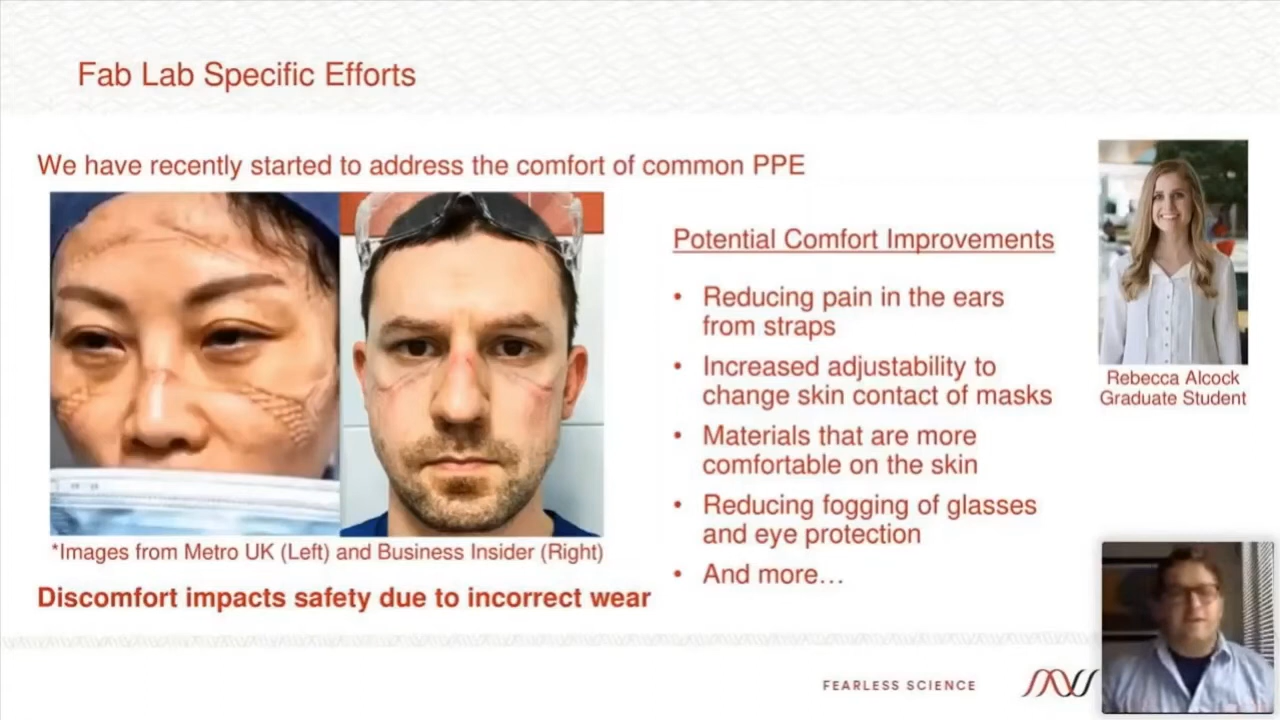 Fab Lab Specific Efforts
We have recently started to address the comfort of common PPE
Potential Comfort Improvements
• Reducing pain in the ears
from straps
• Increased adjustability to
change skin contact of masks
• Materials that are more
comfortable on the skin
• Reducing fogging of glasses
and eye protection
• And more…
Rebecca Alcock
Graduate Student
*Images from Metro UK (Left) and Business Insider (Right)
Discomfort impacts safety due to incorrect wear
FEARLESS SCIENCE